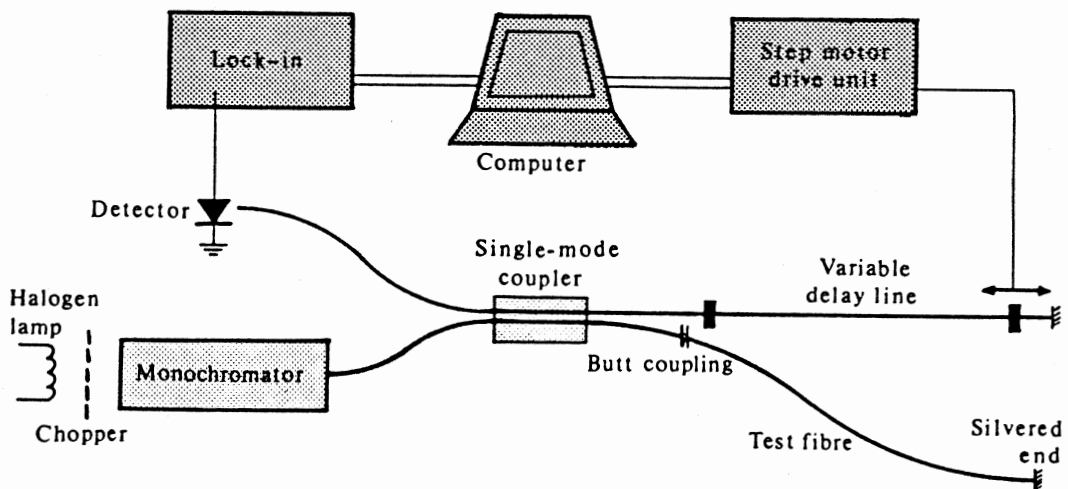 Lock-in
Step motor
drive unit
Computer
Detector
Single-mode
coupler
Variable
delay line
Halogen
lamp
Monochromator
Butt coupling
Chopper
Test fibre
Silvered
end